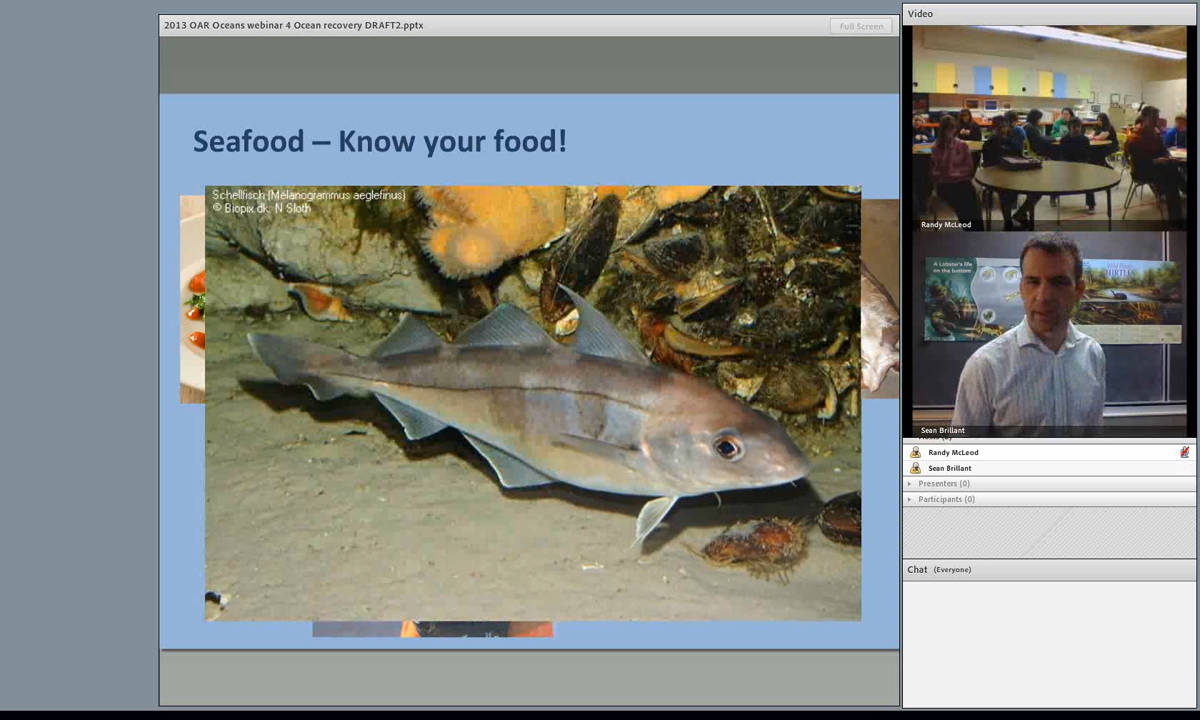 2013 OAR Oceans webinar 4 Ocean recovery DRAFT2.pptx
Full Screen
Seafood – Know your food!
Schellfisch (Melanogrammus aeglefinus)
© Biopix.dk: N Sloth
Video
Randy McLeod
A Lobster's life
on the bottom
TURTLES
Sean Brillant
Randy McLeod
Sean Brillant
Presenters (0)
Participants (0)
Chat (Everyone)